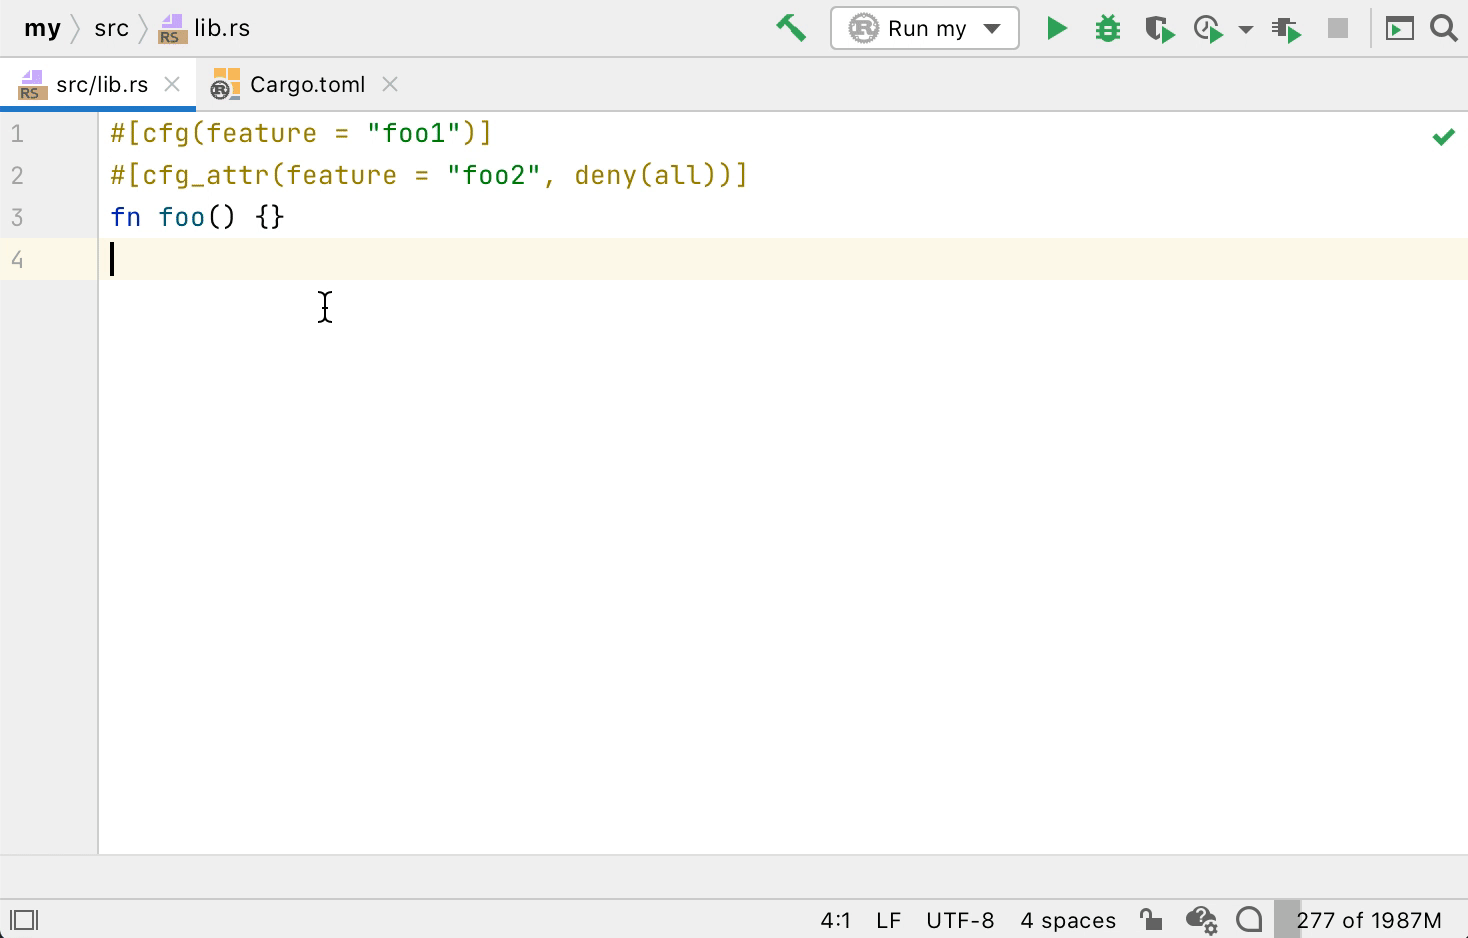 my src RS lib.rs R Run my
RS src/lib.rs R Cargo.toml
1 #[cfg(feature = "foo1")]
2 #[cfg_attr(feature = "foo2", deny(all))]
3 fn foo() {}
4
4:1 LF UTF-8 4 spaces ? 277 of 1987M